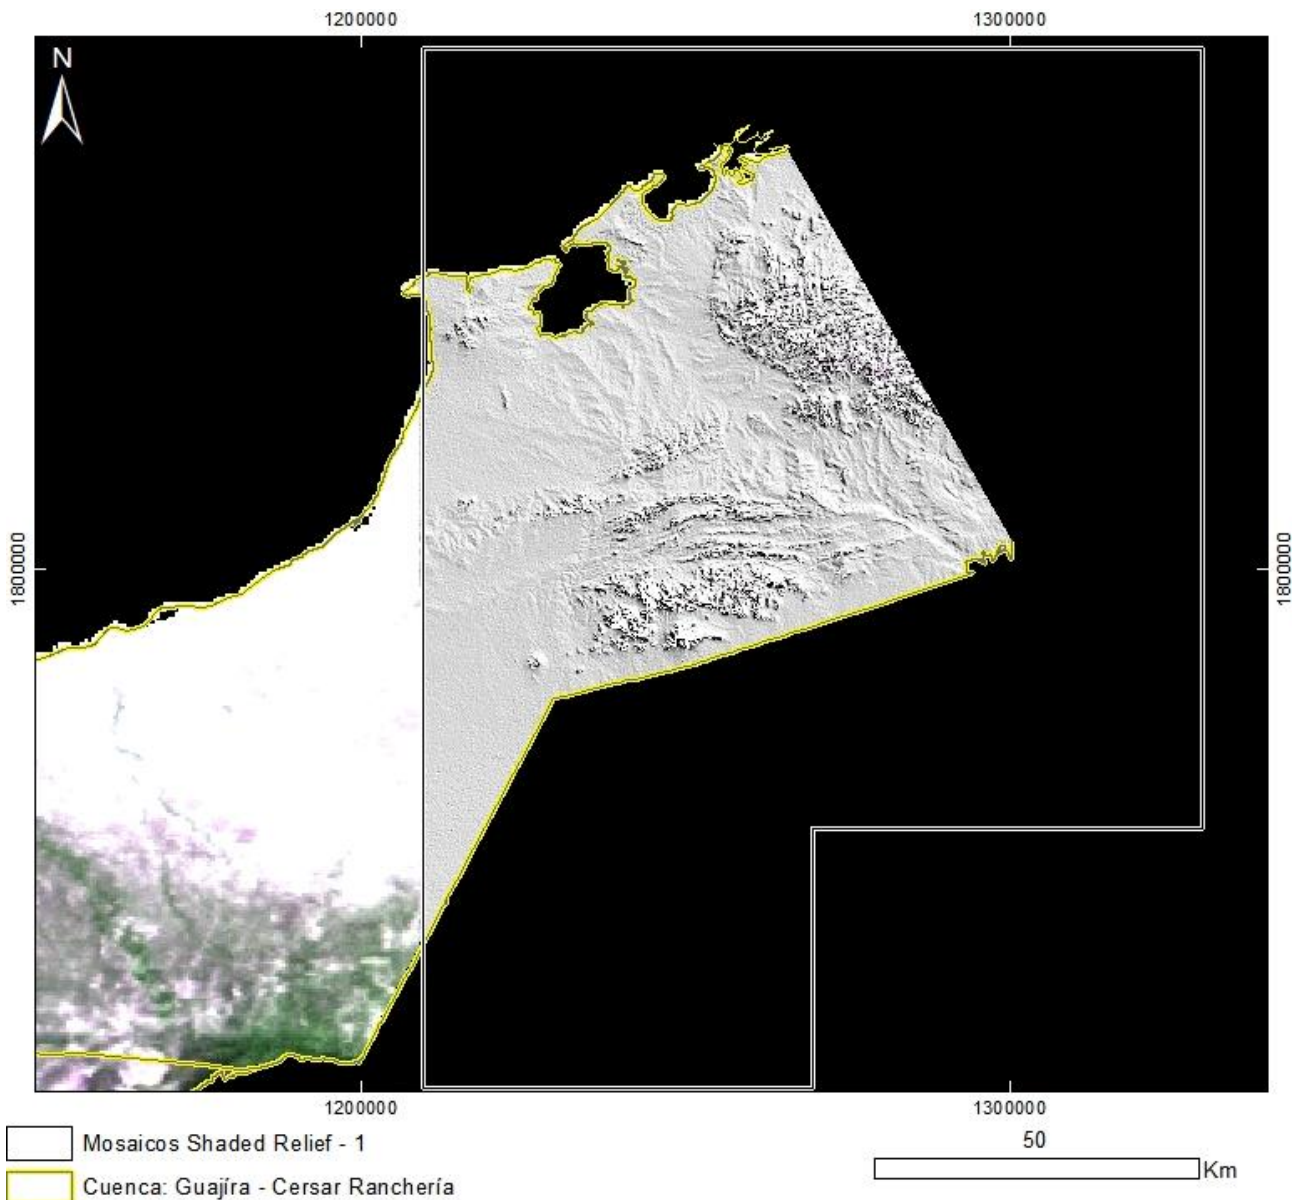 1200000 1300000
N
1800000 1800000
1200000 1300000
Mosaicos Shaded Relief - 1
50
Km
Cuenca: Guajíra - Cersar Ranchería